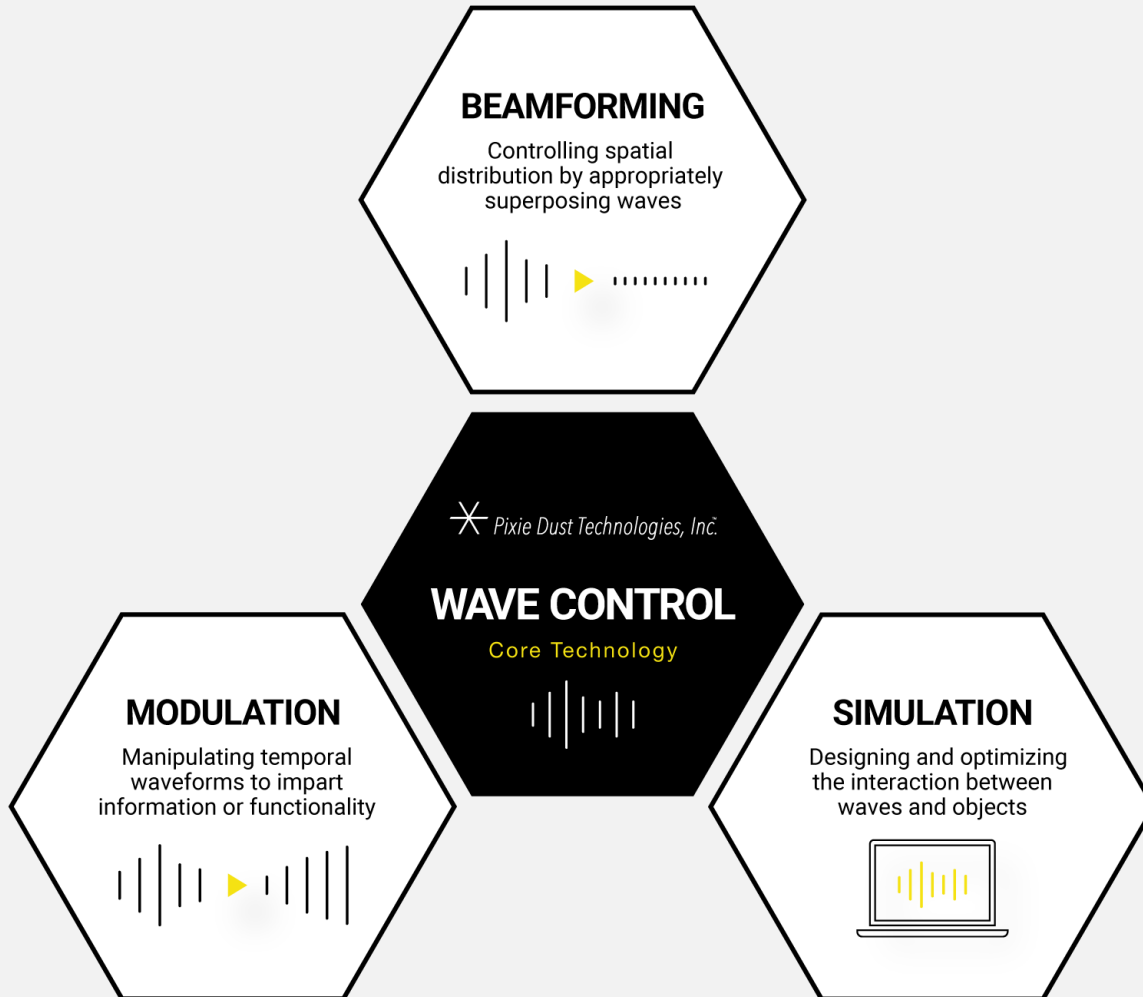 BEAMFORMING
Controlling spatial
distribution by appropriately
superposing waves
Pixie Dust Technologies, Inc.™
WAVE CONTROL
Core Technology
MODULATION
Manipulating temporal
waveforms to impart
information or functionality
SIMULATION
Designing and optimizing
the interaction between
waves and objects